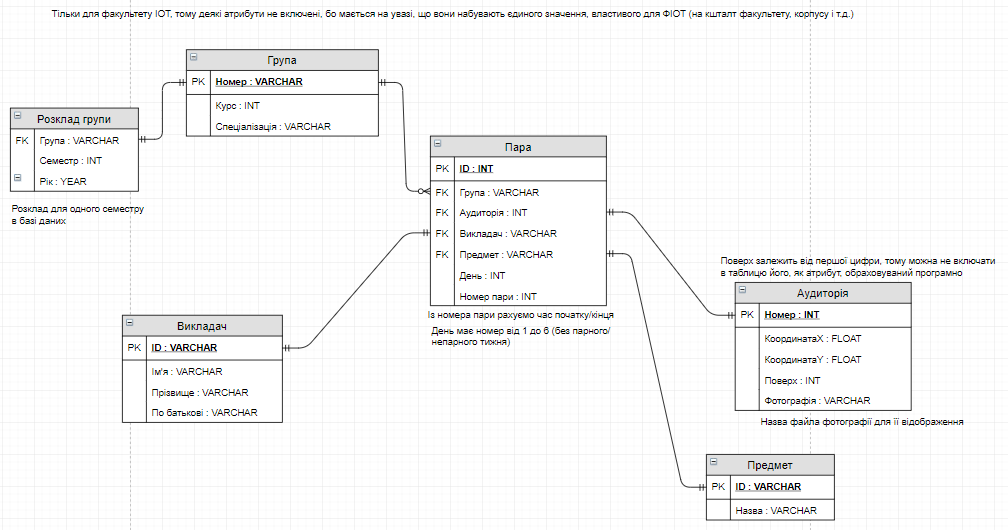 Тільки для факультету ІОТ, тому деякі атрибути не включені, бо мається на увазі, що вони набувають єдиного значення, властивого для ФІОТ (на кшталт факультету, корпусу і т.д.)
Група
PK Номер : VARCHAR
Курс : INT
Спеціалізація : VARCHAR
Розклад групи
FK Група : VARCHAR
Семестр : INT
Рік : YEAR
Розклад для одного семестру
в базі даних
Пара
PK ID : INT
FK Група : VARCHAR
FK Аудиторія : INT
FK Викладач : VARCHAR
FK Предмет : VARCHAR
День : INT
Номер пари : INT
Із номера пари рахуємо час початку/кінця
День має номер від 1 до 6 (без парного/
непарного тижня)
Викладач
PK ID : VARCHAR
Ім'я : VARCHAR
Прізвище : VARCHAR
По батькові : VARCHAR
Поверх залежить від першої цифри, тому можна не включати
в таблицю його, як атрибут, обраховуваний програмно
Аудиторія
PK Номер : INT
КоординатаX : FLOAT
КоординатаY : FLOAT
Поверх : INT
Фотографія : VARCHAR
Назва файла фотографії для її відображення
Предмет
PK ID : VARCHAR
Назва : VARCHAR